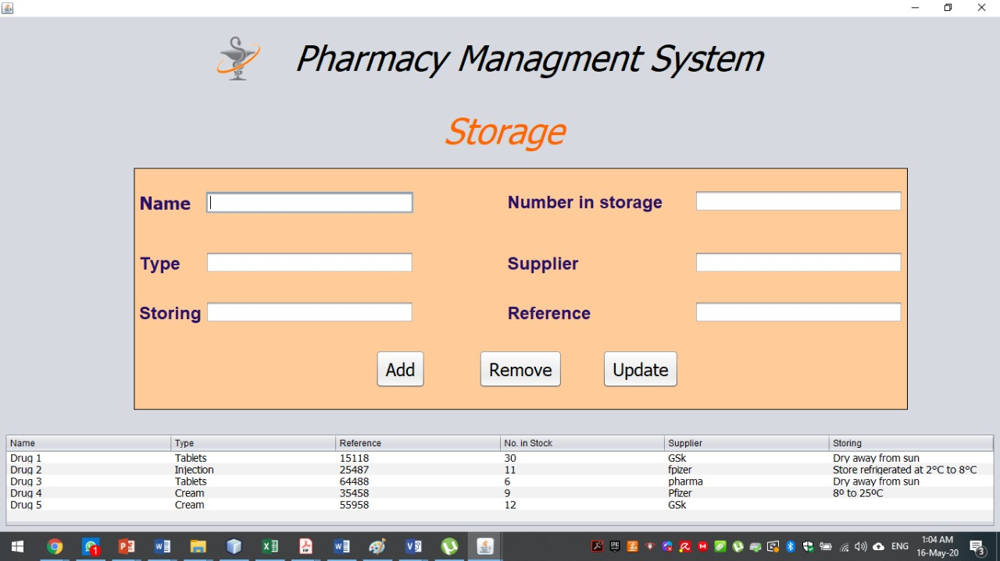 Pharmacy Managment System
Storage
Name Number in storage
Type Supplier
Storing Reference
Add Remove Update
Name Type Reference No. in Stock Supplier Storing
Drug 1 Tablets 15118 30 GSk Dry away from sun
Drug 2 Injection 25487 11 fpizer Store refrigerated at 2°C to 8°C
Drug 3 Tablets 64488 6 pharma Dry away from sun
Drug 4 Cream 35458 9 Pfizer 8º to 25ºC
Drug 5 Cream 55958 12 GSk
1:04 AM
ENG
16-May-20